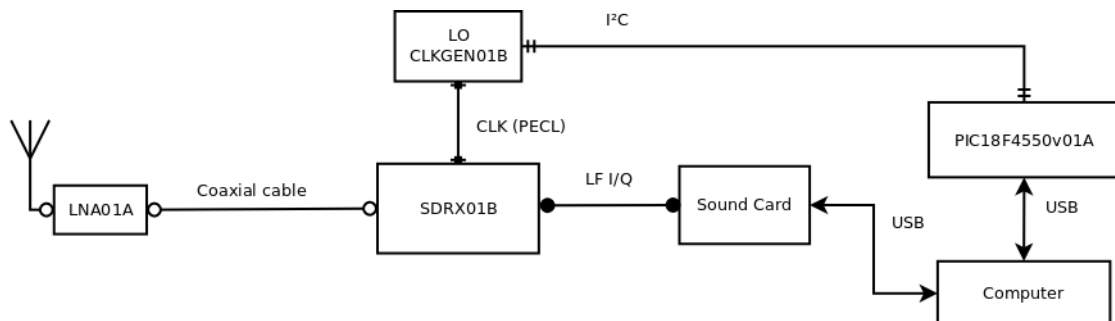 I²C
LO
CLKGEN01B
CLK (PECL)
PIC18F4550v01A
LNA01A
Coaxial cable
SDRX01B
LF I/Q
Sound Card
USB
USB
Computer